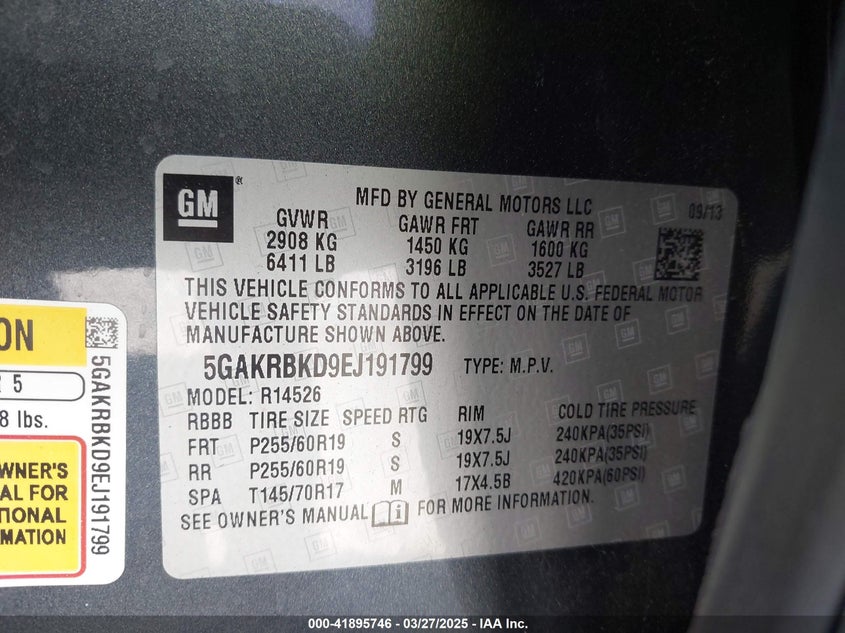 GM
MFD BY GENERAL MOTORS LLC
09/13
GVWR GAWR FRT GAWR RR
2908 KG 1450 KG 1600 KG
6411 LB 3196 LB 3527 LB
THIS VEHICLE CONFORMS TO ALL APPLICABLE U.S. FEDERAL MOTOR
VEHICLE SAFETY STANDARDS IN EFFECT ON THE DATE OF
MANUFACTURE SHOWN ABOVE.
5GAKRBKD9EJ191799 TYPE: M.P.V.
MODEL: R14526
RBBB TIRE SIZE SPEED RTG RIM COLD TIRE PRESSURE
FRT P255/60R19 S 19X7.5J 240KPA(35PSI)
RR P255/60R19 S 19X7.5J 240KPA(35PSI)
SPA T145/70R17 M 17X4.5B 420KPA(60PSI)
SEE OWNER'S MANUAL FOR MORE INFORMATION.
ON
5
8 lbs.
WNER'S
AL FOR
TIONAL
MATION
5GAKRBKD9EJ191799
000-41895746 - 03/27/2025 - IAA Inc.